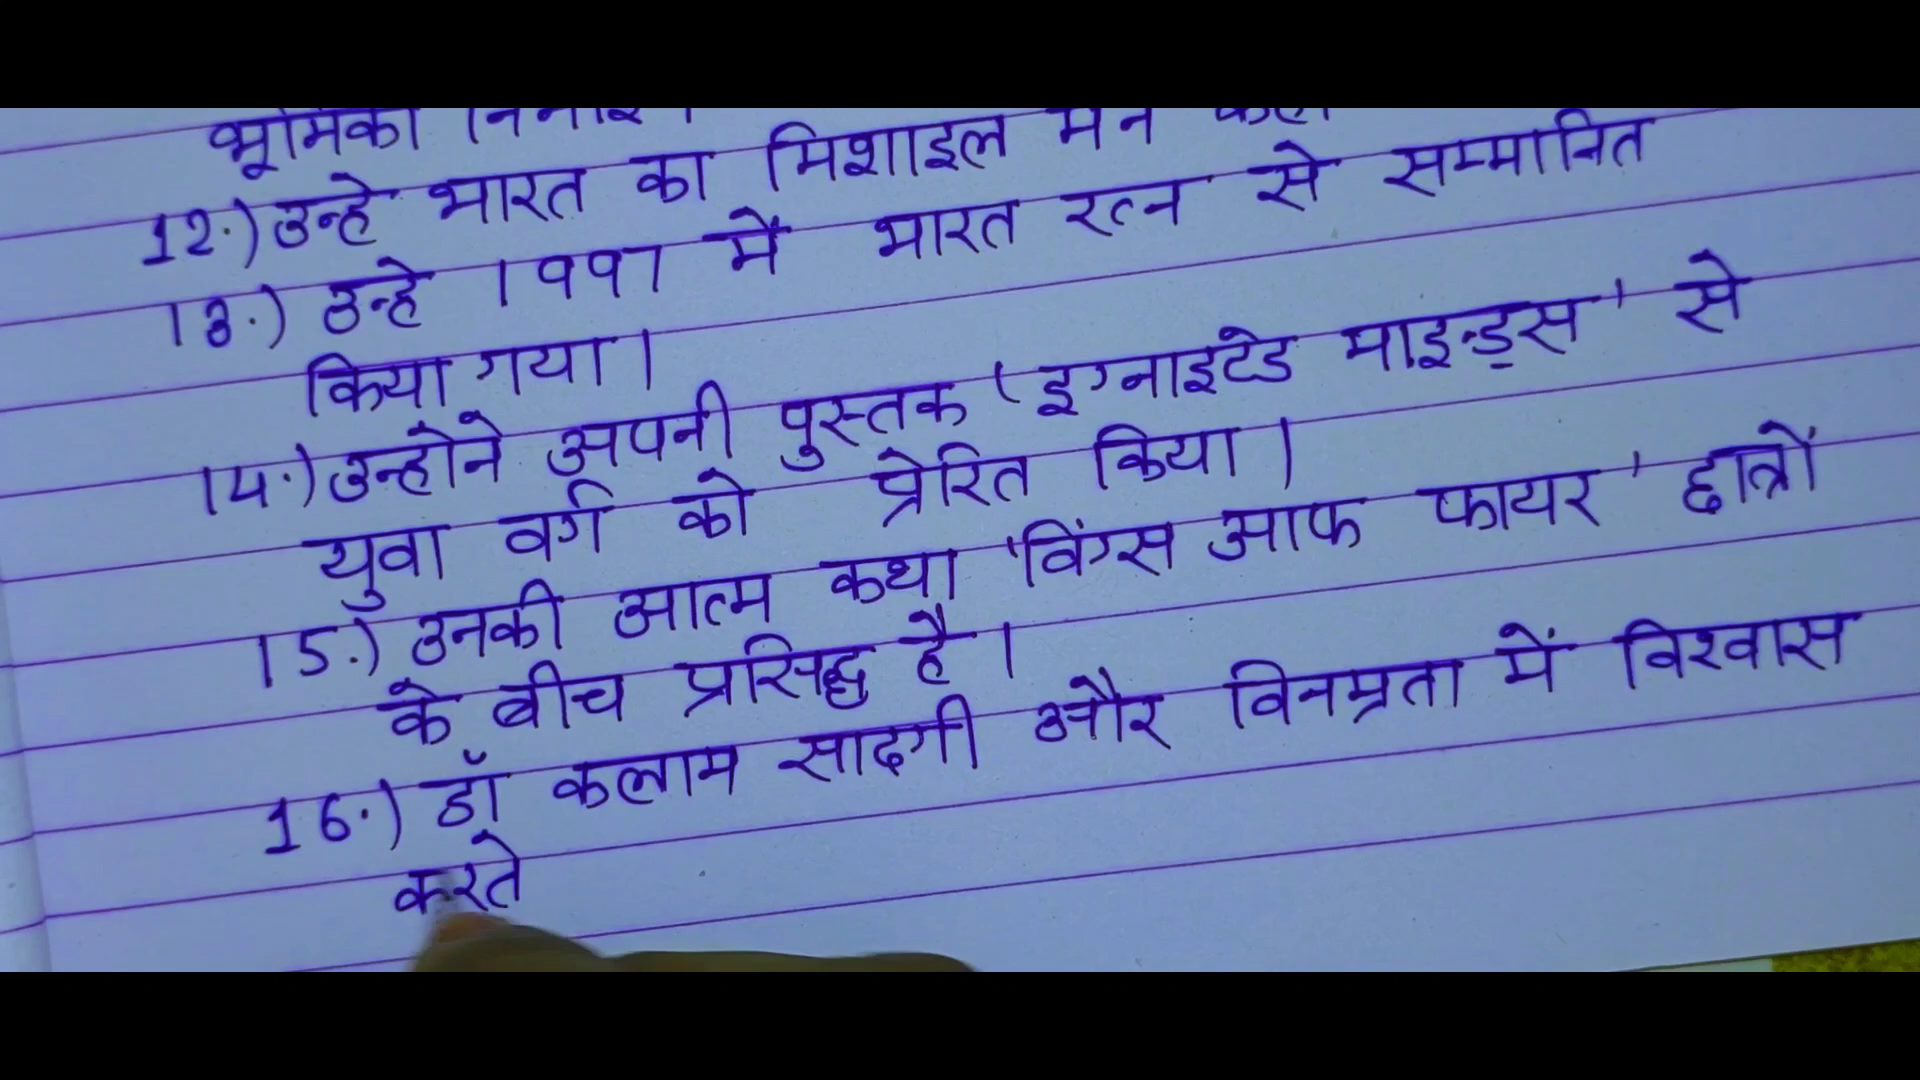 भूमिका निभाई।
12.) उन्हे भारत का मिशाइल मैन कहा
13.) उन्हे 1997 में भारत रत्न से सम्मानित
किया गया।
14.) उन्होने अपनी पुस्तक 'इग्नाइटेड माइन्ड्स' से
युवा वर्ग को प्रेरित किया।
15.) उनकी आत्म कथा 'विंग्स आफ फायर' छात्रों
के बीच प्रसिद्ध है।
16.) डॉ कलाम सादगी और विनम्रता में विश्वास
करते